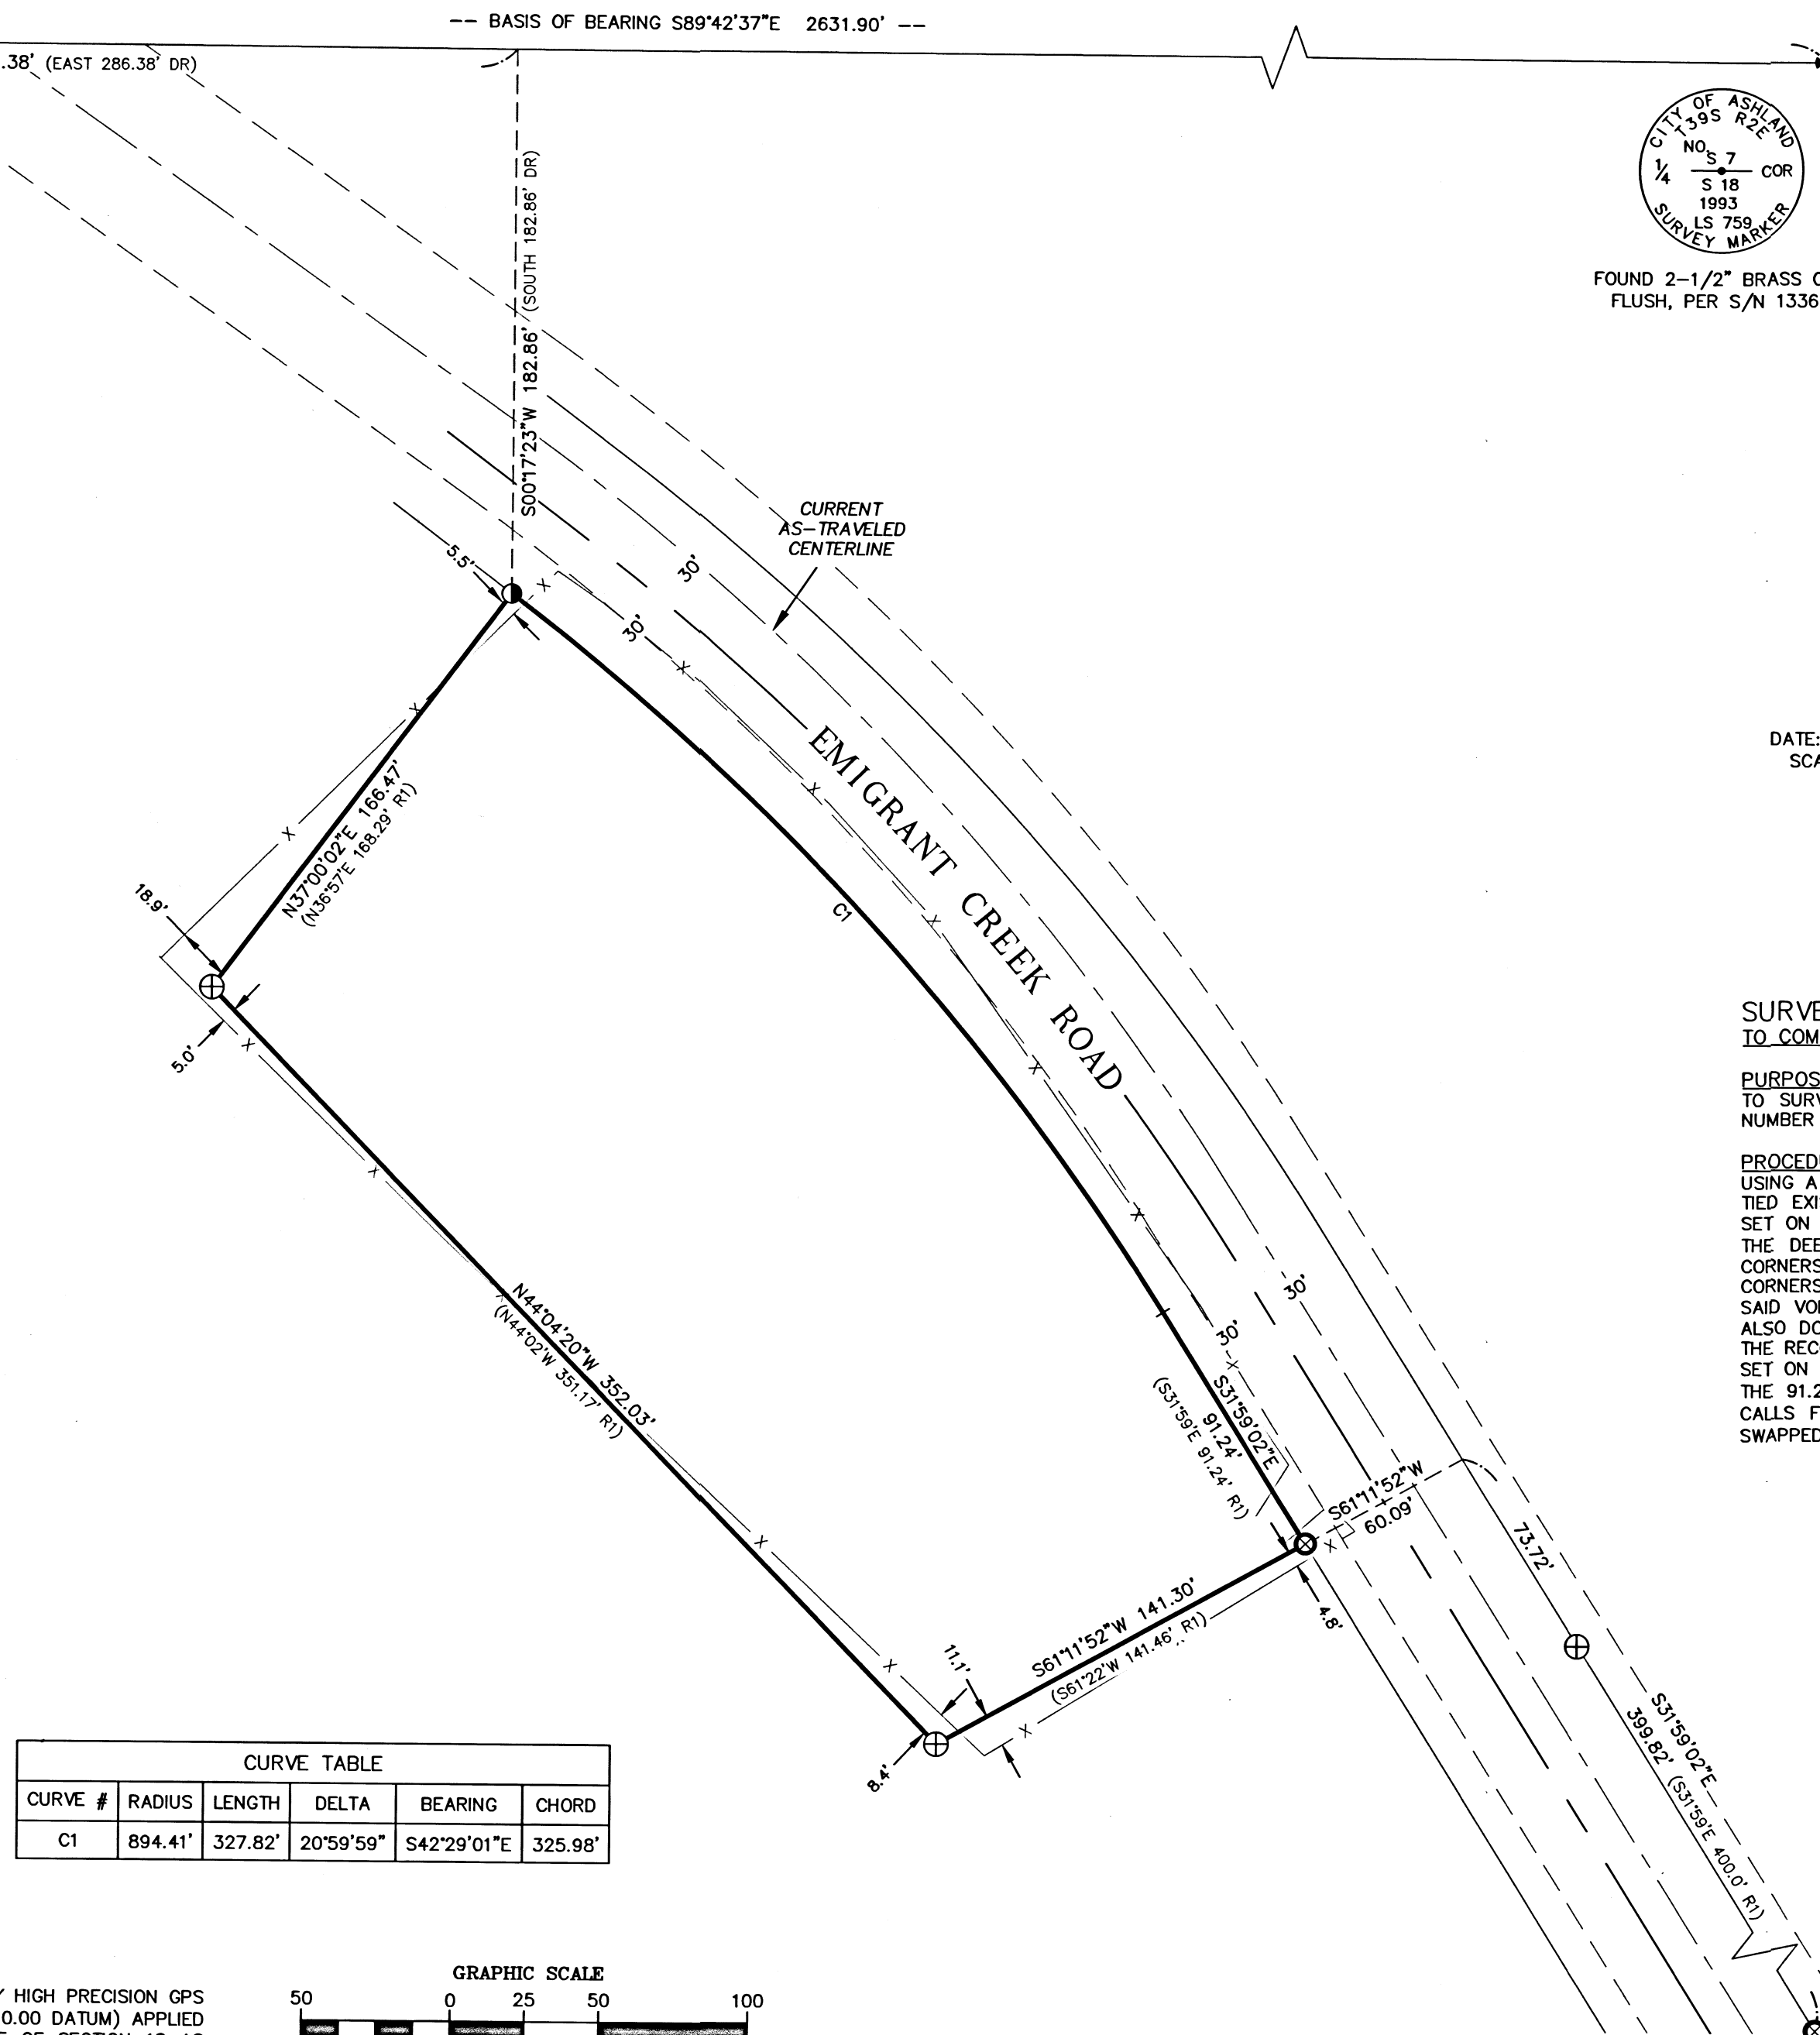 -- BASIS OF BEARING S89°42'37"E 2631.90' --
.38' (EAST 286.38' DR)
S00°17'23"W 182.86' (SOUTH 182.86' DR)
CITY OF ASHLAND
T39S R2E
NO.
S 7
1/4 COR
S 18
1993
LS 759
SURVEY MARKER
FOUND 2-1/2" BRASS
FLUSH, PER S/N 1336
CURRENT
AS-TRAVELED
CENTERLINE
5.5'
30'
30'
EMIGRANT CREEK ROAD
DATE:
SCA
N37°00'02"E 166.47'
(N36°57'E 168.29' R1)
18.9'
5.0'
C1
SURVE
TO COM
PURPOS
TO SURV
NUMBER
PROCED
USING A
TIED EXI
SET ON
THE DEE
CORNERS
CORNERS
SAID VOL
ALSO DO
THE REC
SET ON
THE 91.2
CALLS F
SWAPPED
N44°04'20"W 352.03'
(N44°02'W 351.17' R1)
30'
30'
S31°59'02"E
91.24'
(S31°59'E 91.24' R1)
S61°11'52"W
60.09'
73.72'
S61°11'52"W 141.30'
(S61°22'W 141.46' R1)
4.8'
11.1'
8.4'
S31°59'02"E
399.82' (S31°59'E 400.0' R1)
CURVE TABLE
CURVE # RADIUS LENGTH DELTA BEARING CHORD
C1 894.41' 327.82' 20°59'59" S42°29'01"E 325.98'
GRAPHIC SCALE
50 0 25 50 100
HIGH PRECISION GPS
0.00 DATUM) APPLIED